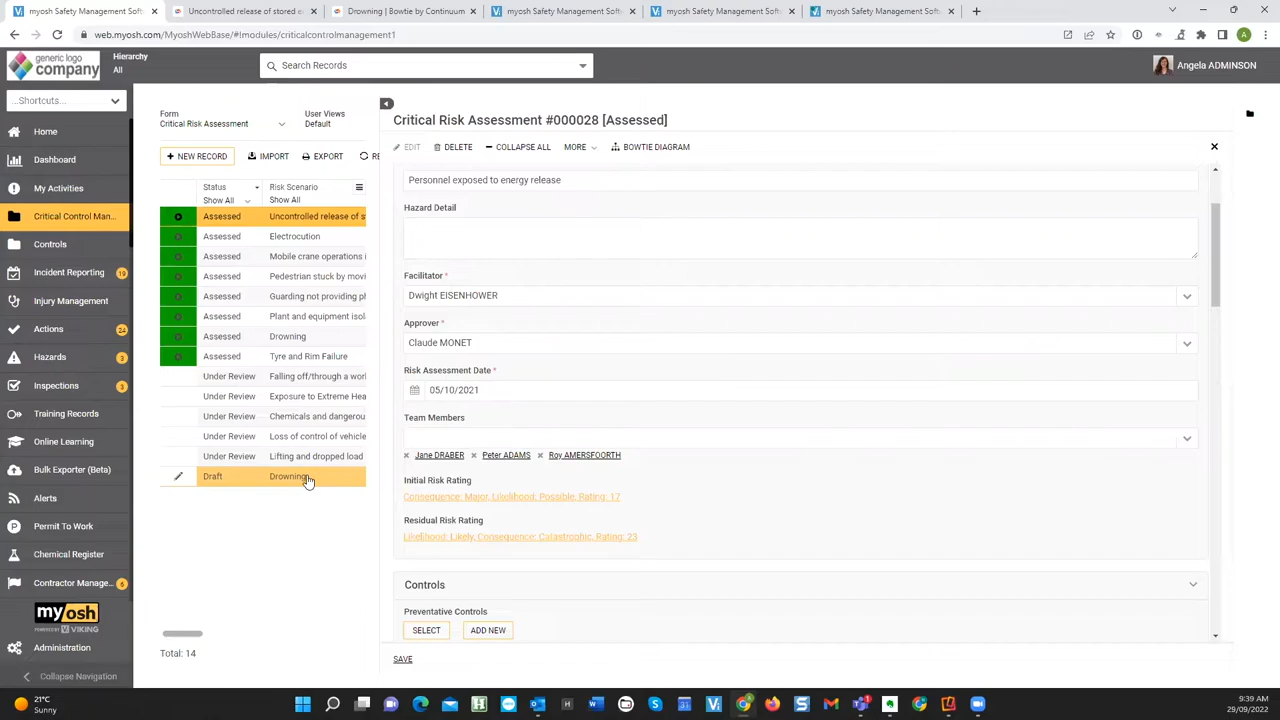 myosh Safety Management Softw
Uncontrolled release of stored e
Drowning | Bowtie by Continuum
myosh Safety Management Softw
myosh Safety Management Softw
myosh Safety Management Softw
web.myosh.com/MyoshWebBase/#!modules/criticalcontrolmanagement1
A
generic logo
company
Hierarchy
All
Search Records
Angela ADMINSON
...Shortcuts...
Home
Dashboard
My Activities
Critical Control Man...
Controls
Incident Reporting
19
Injury Management
Actions
24
Hazards
3
Inspections
3
Training Records
Online Learning
Bulk Exporter (Beta)
Alerts
Permit To Work
Chemical Register
Contractor Manage...
6
myosh
POWERED BY VIKING
Administration
Collapse Navigation
Form
Critical Risk Assessment
User Views
Default
+ NEW RECORD
IMPORT
EXPORT
RE
Status
Show All
Risk Scenario
Show All
Assessed Uncontrolled release of s
Assessed Electrocution
Assessed Mobile crane operations i
Assessed Pedestrian stuck by movi
Assessed Guarding not providing ph
Assessed Plant and equipment isol
Assessed Drowning
Assessed Tyre and Rim Failure
Under Review Falling off/through a wor
Under Review Exposure to Extreme Hea
Under Review Chemicals and dangerou
Under Review Loss of control of vehicle
Under Review Lifting and dropped load
Draft Drowning
Total: 14
Critical Risk Assessment #000028 [Assessed]
EDIT
DELETE
COLLAPSE ALL
MORE
BOWTIE DIAGRAM
Personnel exposed to energy release
Hazard Detail
Facilitator *
Dwight EISENHOWER
Approver *
Claude MONET
Risk Assessment Date *
05/10/2021
Team Members
Jane DRABER
Peter ADAMS
Roy AMERSFOORTH
Initial Risk Rating
Consequence: Major, Likelihood: Possible, Rating: 17
Residual Risk Rating
Likelihood: Likely, Consequence: Catastrophic, Rating: 23
Controls
Preventative Controls
SELECT
ADD NEW
SAVE
21°C
Sunny
9:39 AM
29/09/2022